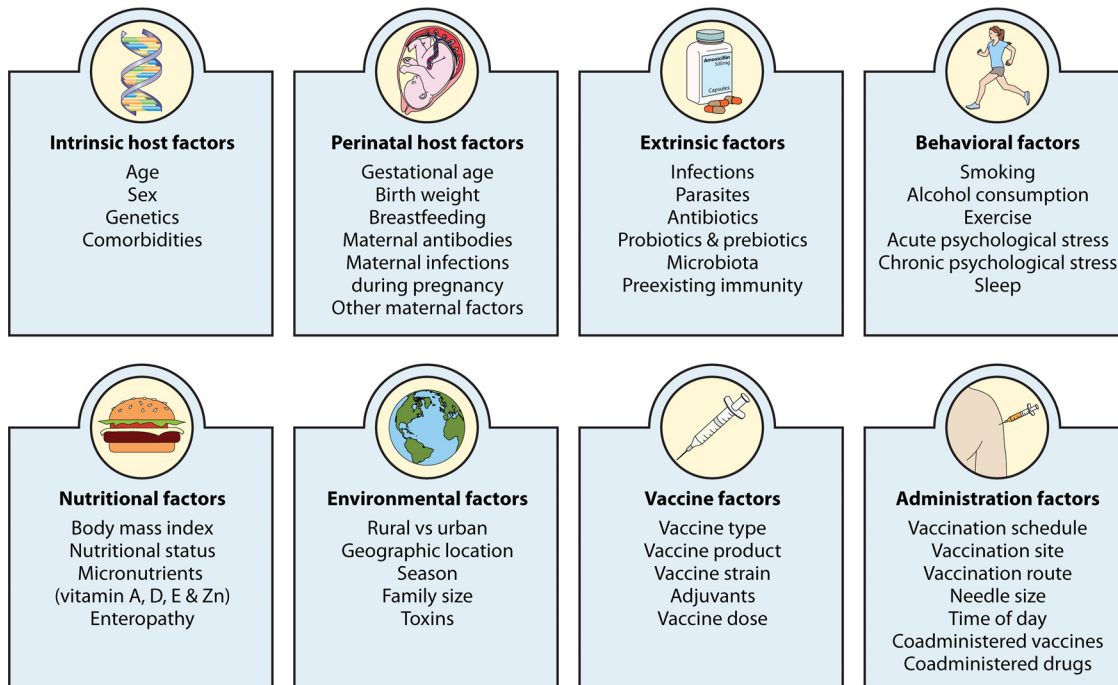 Amoxicillin
500mg
Capsules
Intrinsic host factors
Age
Sex
Genetics
Comorbidities
Perinatal host factors
Gestational age
Birth weight
Breastfeeding
Maternal antibodies
Maternal infections
during pregnancy
Other maternal factors
Extrinsic factors
Infections
Parasites
Antibiotics
Probiotics & prebiotics
Microbiota
Preexisting immunity
Behavioral factors
Smoking
Alcohol consumption
Exercise
Acute psychological stress
Chronic psychological stress
Sleep
Nutritional factors
Body mass index
Nutritional status
Micronutrients
(vitamin A, D, E & Zn)
Enteropathy
Environmental factors
Rural vs urban
Geographic location
Season
Family size
Toxins
Vaccine factors
Vaccine type
Vaccine product
Vaccine strain
Adjuvants
Vaccine dose
Administration factors
Vaccination schedule
Vaccination site
Vaccination route
Needle size
Time of day
Coadministered vaccines
Coadministered drugs